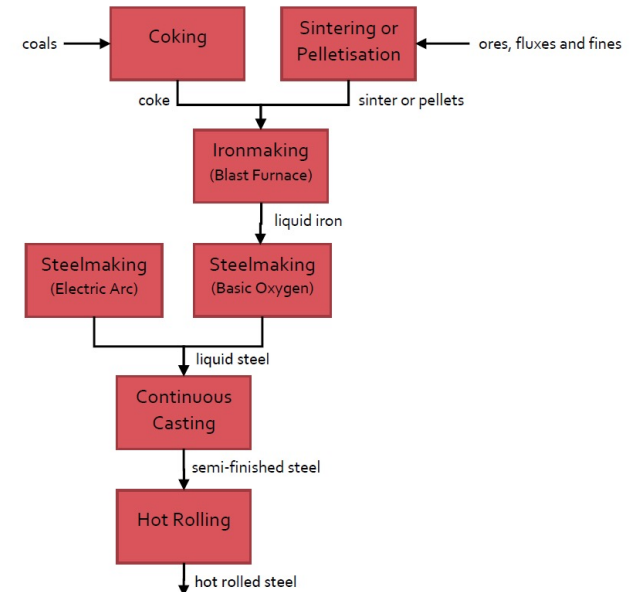 coals
Coking
Sintering or
Pelletisation
ores, fluxes and fines
coke
sinter or pellets
Ironmaking
(Blast Furnace)
liquid iron
Steelmaking
(Electric Arc)
Steelmaking
(Basic Oxygen)
liquid steel
Continuous
Casting
semi-finished steel
Hot Rolling
hot rolled steel